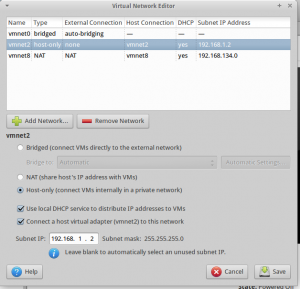 Virtual Network Editor
Name Type External Connection Host Connection DHCP Subnet IP Address
vmnet0 bridged auto-bridging — — —
vmnet2 host-only none vmnet2 yes 192.168.1.2
vmnet8 NAT NAT vmnet8 yes 192.168.134.0
Add Network... Remove Network
vmnet2
Bridged (connect VMs directly to the external network)
Bridge to: Automatic Automatic Settings...
NAT (share host's IP address with VMs)
Host-only (connect VMs internally in a private network)
Use local DHCP service to distribute IP addresses to VMs
Connect a host virtual adapter (vmnet2) to this network
Subnet IP: 192.168. 1 . 2 Subnet mask: 255.255.255.0
Leave blank to automatically select an unused subnet IP.
Help Cancel Save
State: Powered Off